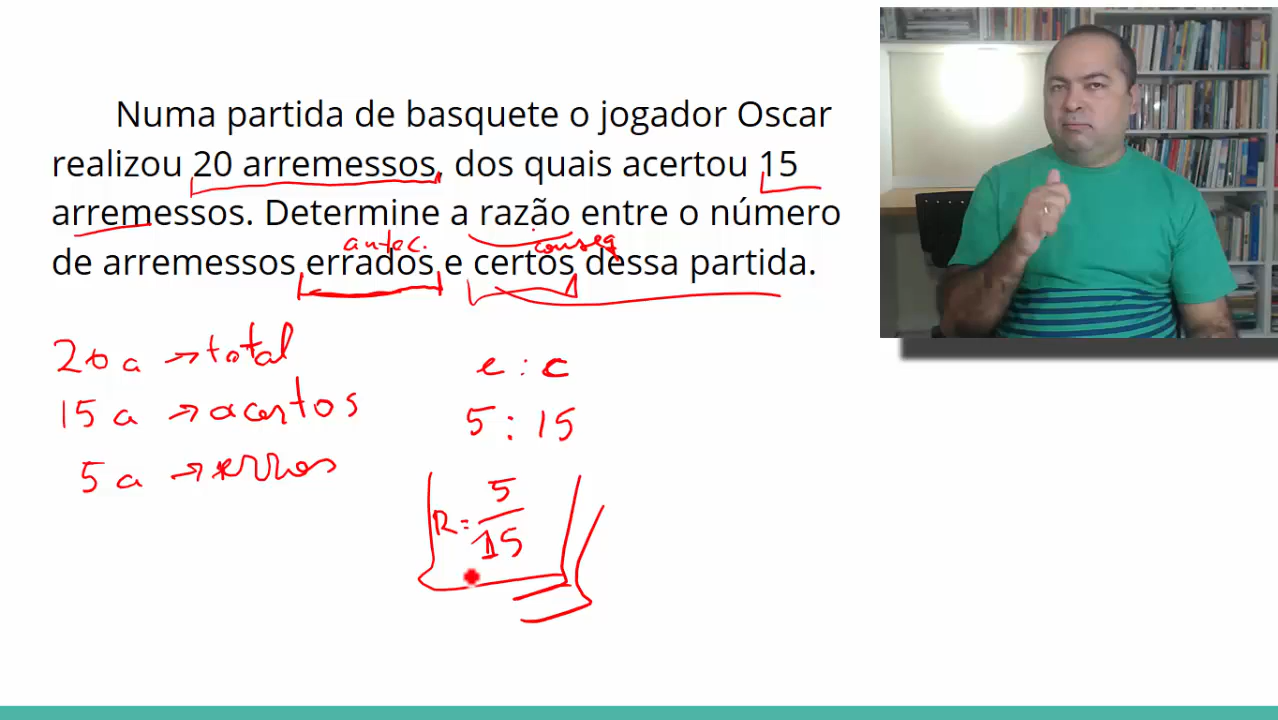 Numa partida de basquete o jogador Oscar
realizou 20 arremessos, dos quais acertou 15
arremessos. Determine a razão entre o número
antec. conseq
de arremessos errados e certos dessa partida.
20 a → total
15 a → acertos
5 a → erros
e : c
5 : 15
R = 5/15